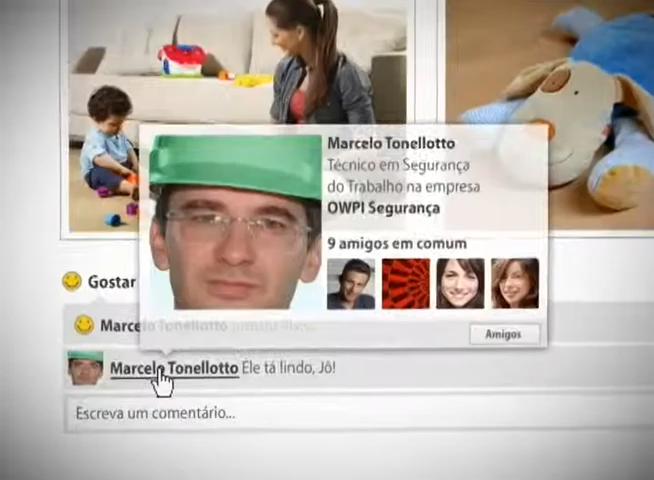 Marcelo Tonellotto
Técnico em Segurança
do Trabalho na empresa
OWPI Segurança
9 amigos em comum
Amigos
Gostar
Marcelo Tonellotto
Marcelo Tonellotto Ele tá lindo, Jô!
Escreva um comentário...